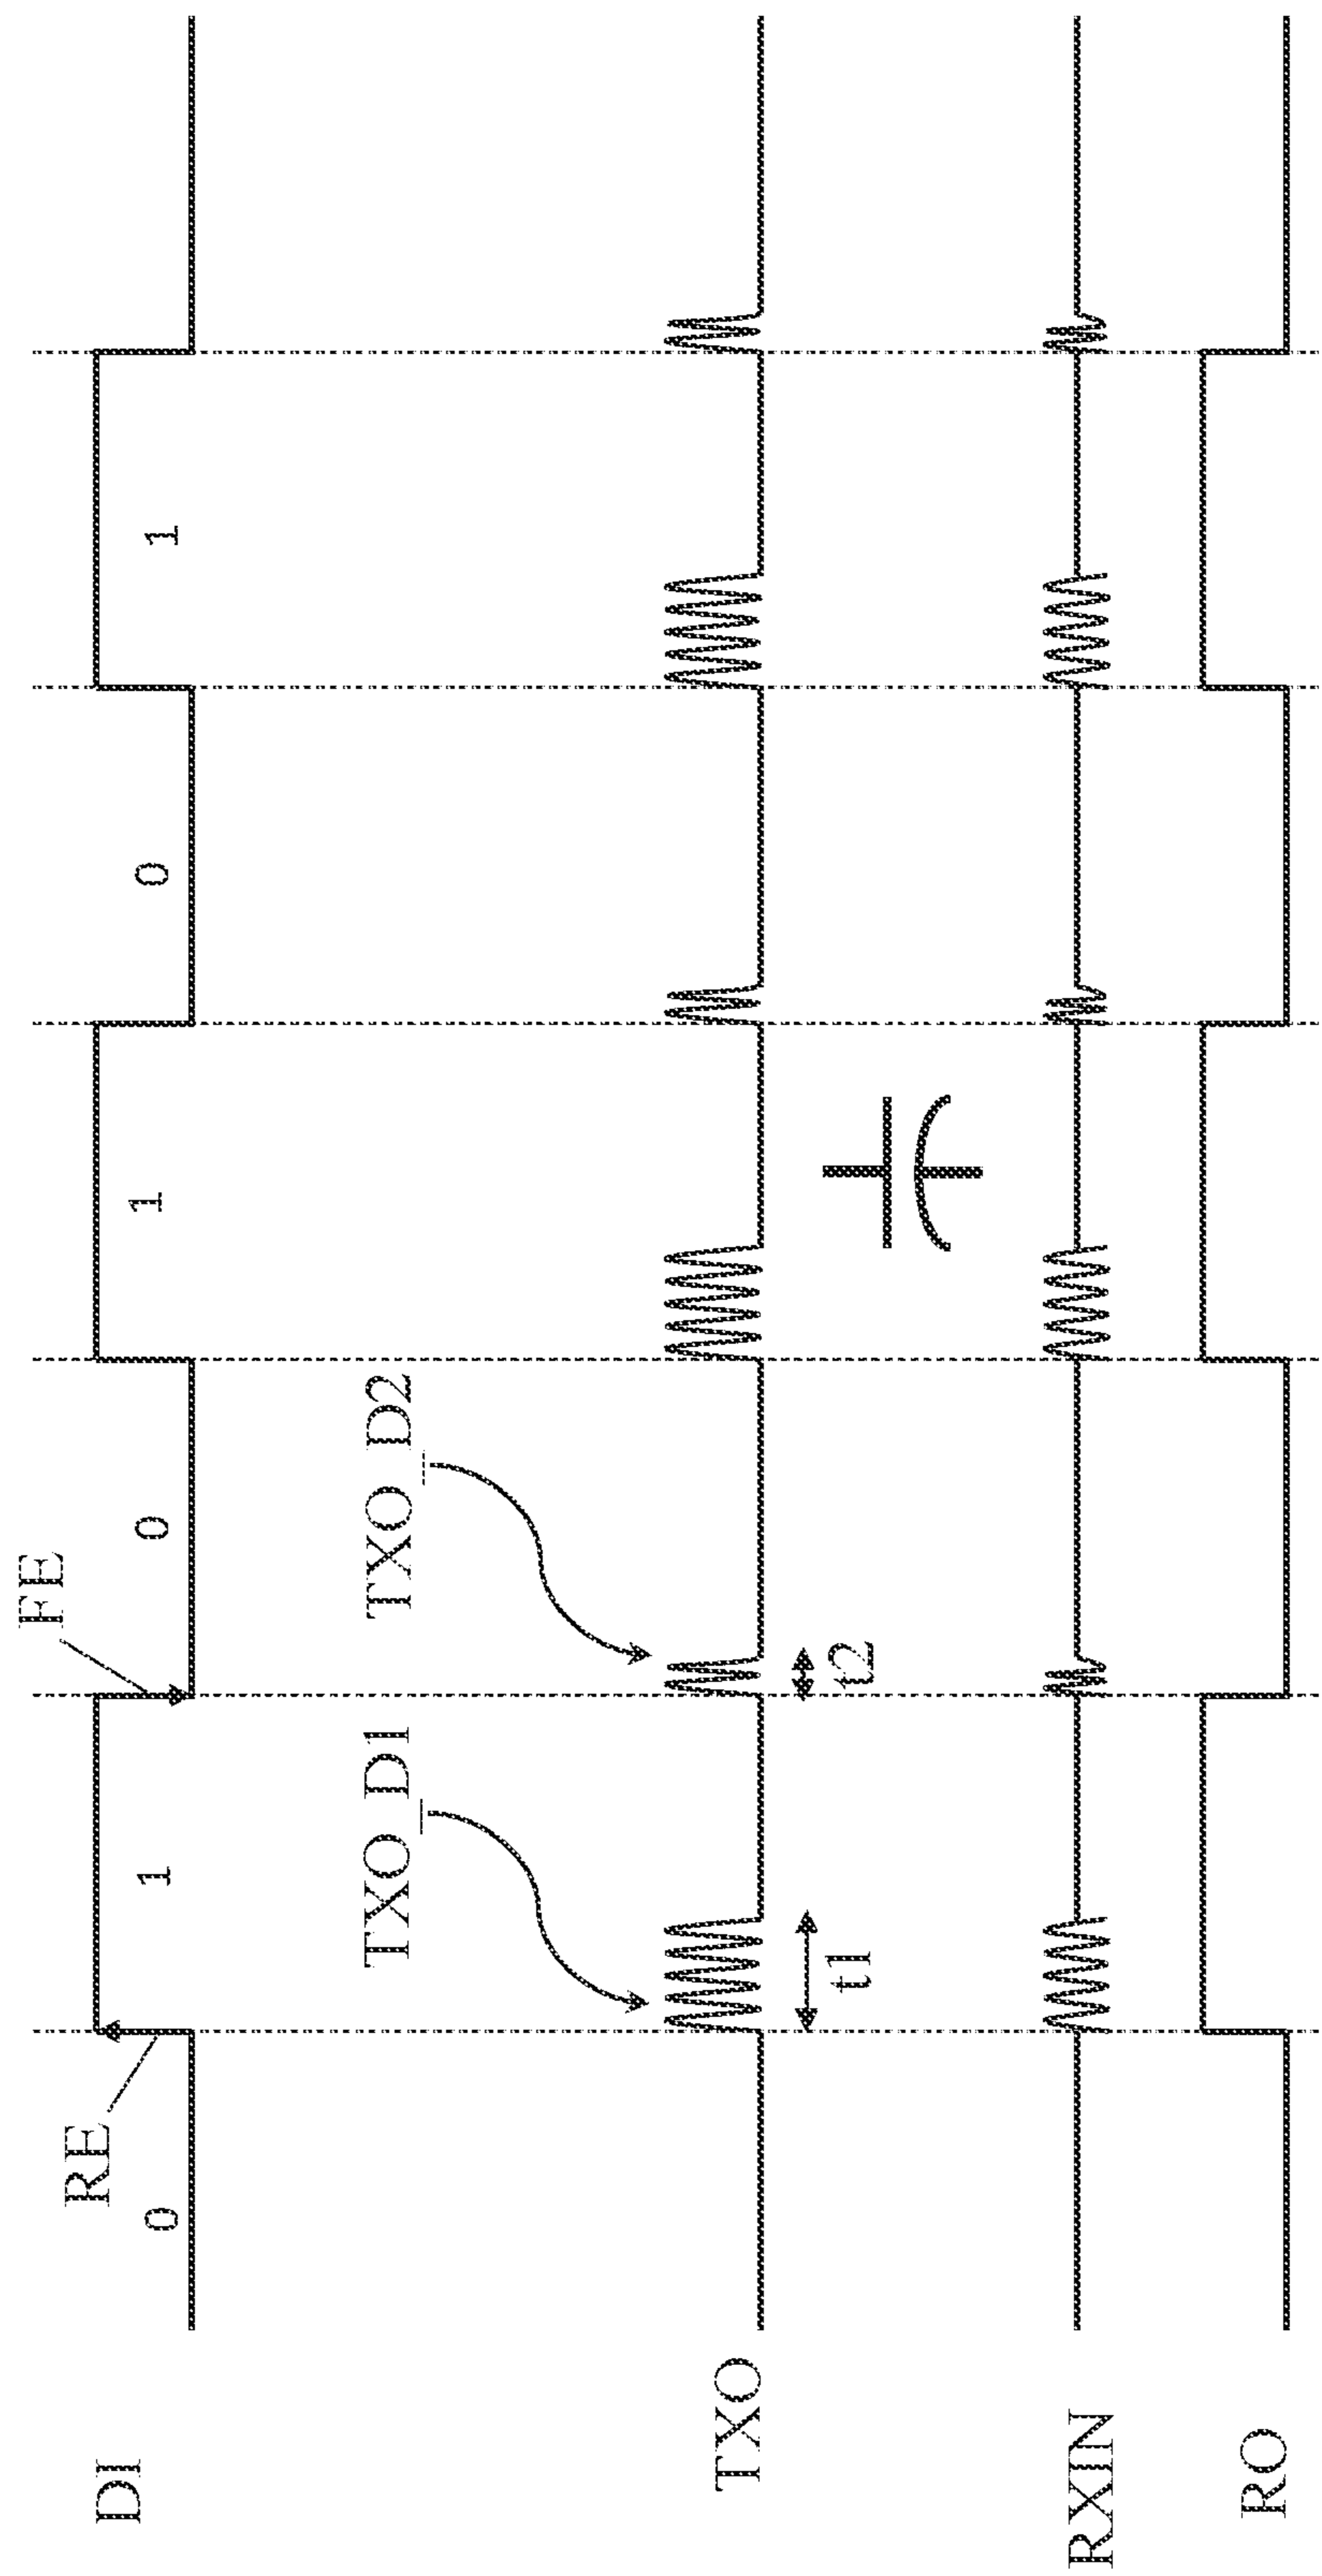 DI
0 1 0 1 0 1
RE
FE
TXO_D1
TXO_D2
TXO
t1
t2
RXIN
RO